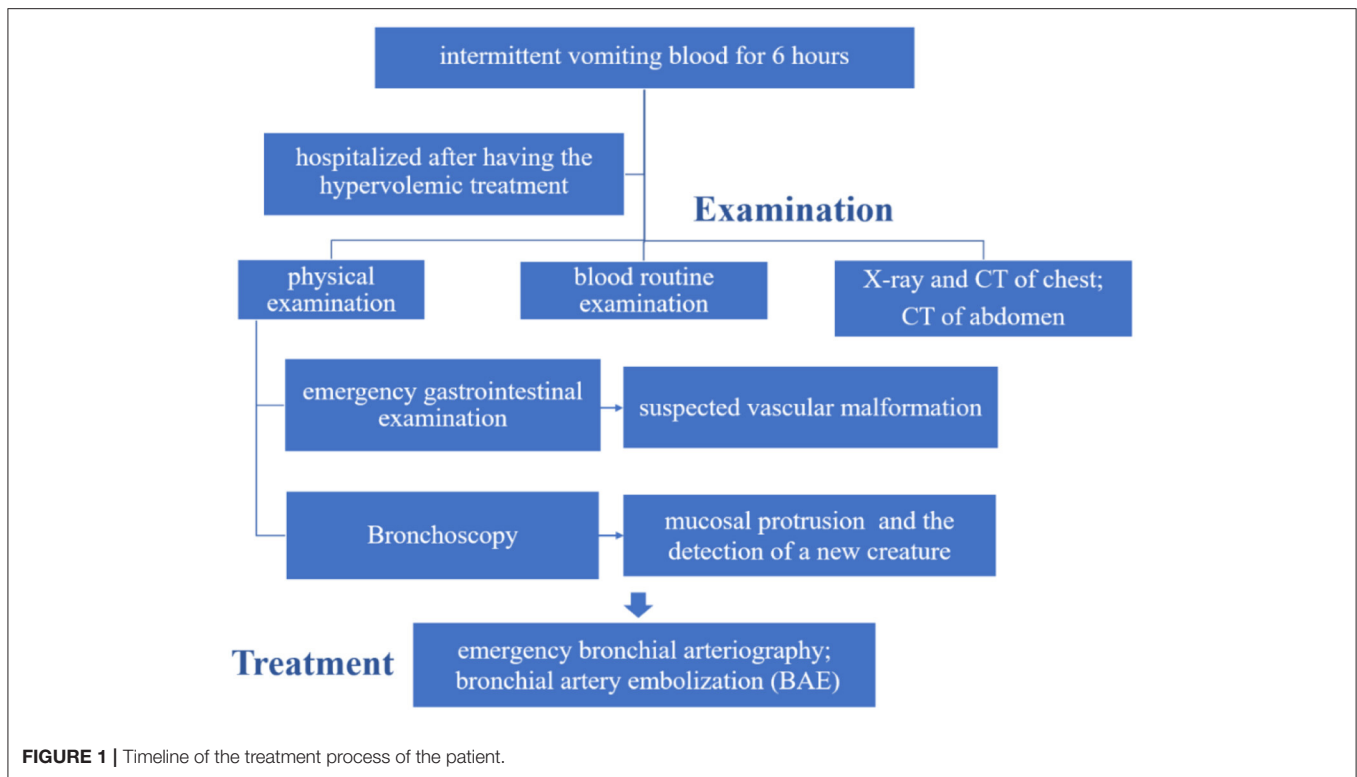 intermittent vomiting blood for 6 hours
hospitalized after having the
hypervolemic treatment
Examination
physical
examination
blood routine
examination
X-ray and CT of chest;
CT of abdomen
emergency gastrointestinal
examination
suspected vascular malformation
Bronchoscopy
mucosal protrusion and the
detection of a new creature
Treatment
emergency bronchial arteriography;
bronchial artery embolization (BAE)
FIGURE 1 | Timeline of the treatment process of the patient.